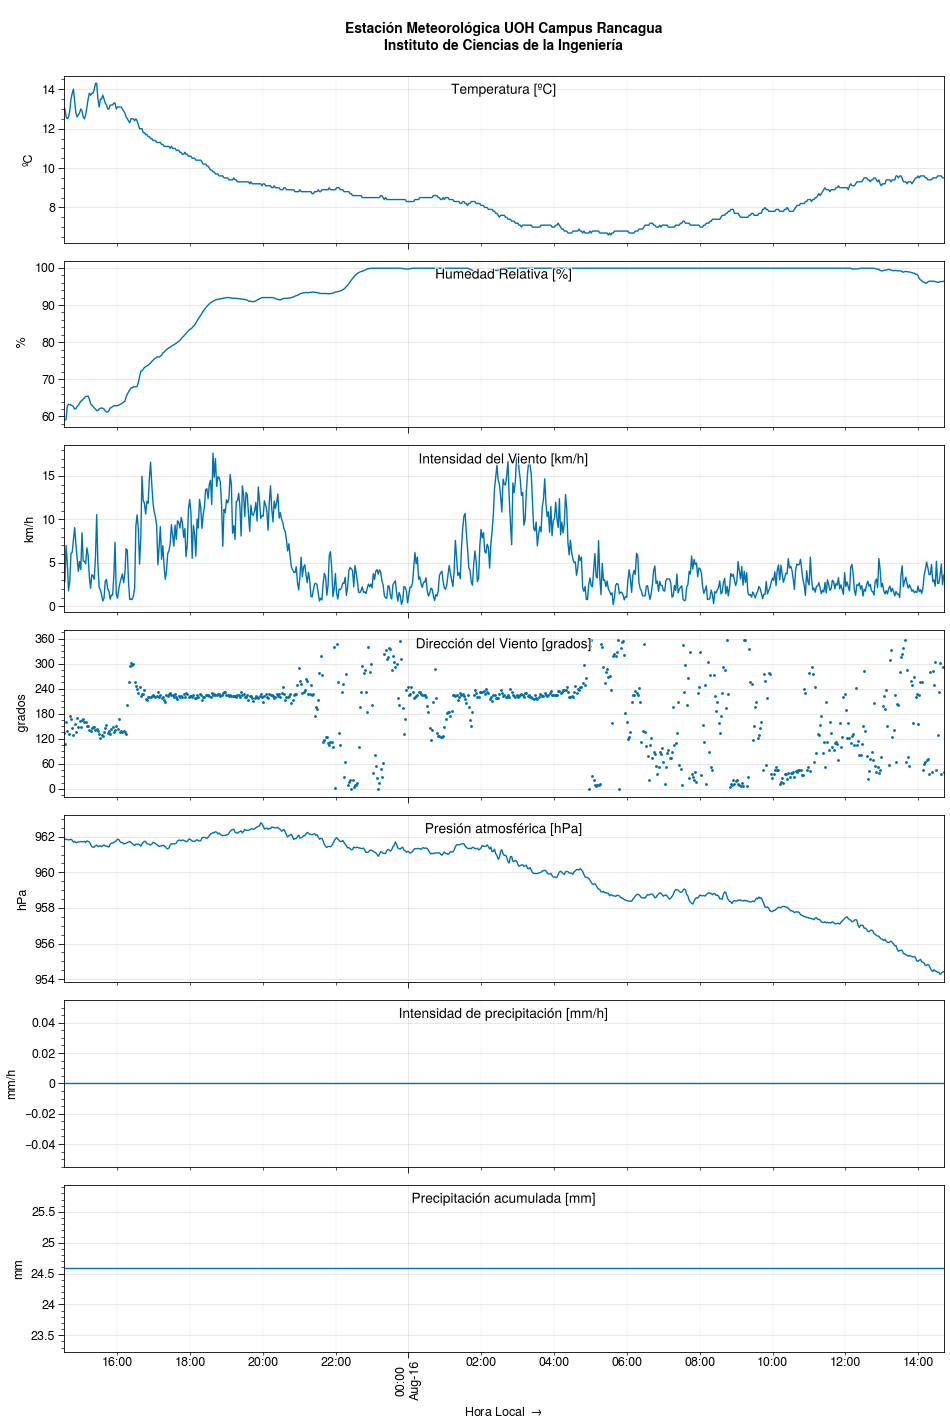 Estación Meteorológica UOH Campus Rancagua
Instituto de Ciencias de la Ingeniería
Temperatura [ºC]
14
12
10
8
ºC
Humedad Relativa [%]
100
90
80
70
60
%
Intensidad del Viento [km/h]
15
10
5
0
km/h
Dirección del Viento [grados]
360
300
240
180
120
60
0
grados
Presión atmosférica [hPa]
962
960
958
956
954
hPa
Intensidad de precipitación [mm/h]
0.04
0.02
0
−0.02
−0.04
mm/h
Precipitación acumulada [mm]
25.5
25
24.5
24
23.5
mm
16:00 18:00 20:00 22:00 00:00 02:00 04:00 06:00 08:00 10:00 12:00 14:00
Aug-16
Hora Local →